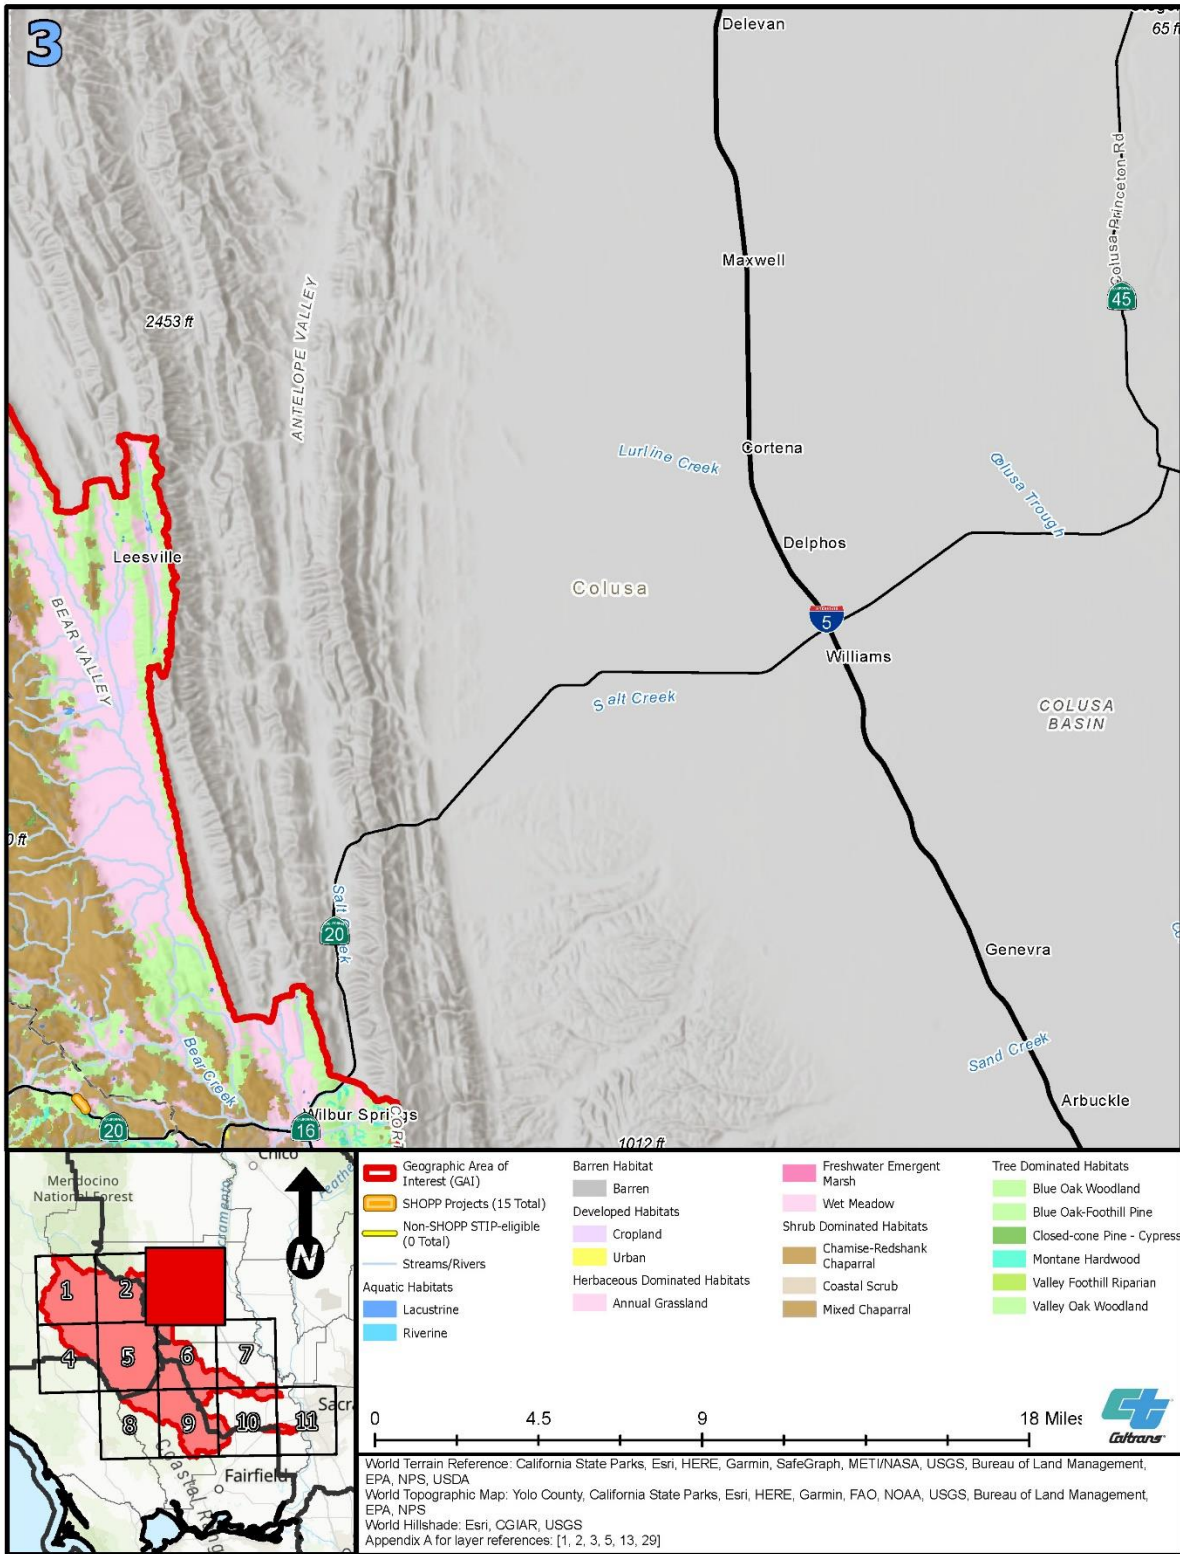 3
Delevan
65 ft
Colusa-Princeton-Rd
Maxwell
45
2453 ft
ANTELOPE VALLEY
Lurline Creek
Cortena
Colusa Trough
Delphos
Leesville
Colusa
5
BEAR VALLEY
Williams
Salt Creek
COLUSA
BASIN
0 ft
Salt Creek
20
Genevra
Bear Creek
Sand Creek
Arbuckle
Wilbur Springs
20
16
CORT
1012 ft
Chico
Mendocino
National Forest
Sacramento
Feather
N
1
2
4
5
6
7
8
9
10
11
Sacra
Coastal Rang
Fairfield
Geographic Area of
Interest (GAI)
SHOPP Projects (15 Total)
Non-SHOPP STIP-eligible
(0 Total)
Streams/Rivers
Aquatic Habitats
Lacustrine
Riverine
Barren Habitat
Barren
Developed Habitats
Cropland
Urban
Herbaceous Dominated Habitats
Annual Grassland
Freshwater Emergent
Marsh
Wet Meadow
Shrub Dominated Habitats
Chamise-Redshank
Chaparral
Coastal Scrub
Mixed Chaparral
Tree Dominated Habitats
Blue Oak Woodland
Blue Oak-Foothill Pine
Closed-cone Pine - Cypress
Montane Hardwood
Valley Foothill Riparian
Valley Oak Woodland
0 4.5 9 18 Miles
Caltrans
World Terrain Reference: California State Parks, Esri, HERE, Garmin, SafeGraph, METI/NASA, USGS, Bureau of Land Management,
EPA, NPS, USDA
World Topographic Map: Yolo County, California State Parks, Esri, HERE, Garmin, FAO, NOAA, USGS, Bureau of Land Management,
EPA, NPS
World Hillshade: Esri, CGIAR, USGS
Appendix A for layer references: [1, 2, 3, 5, 13, 29]